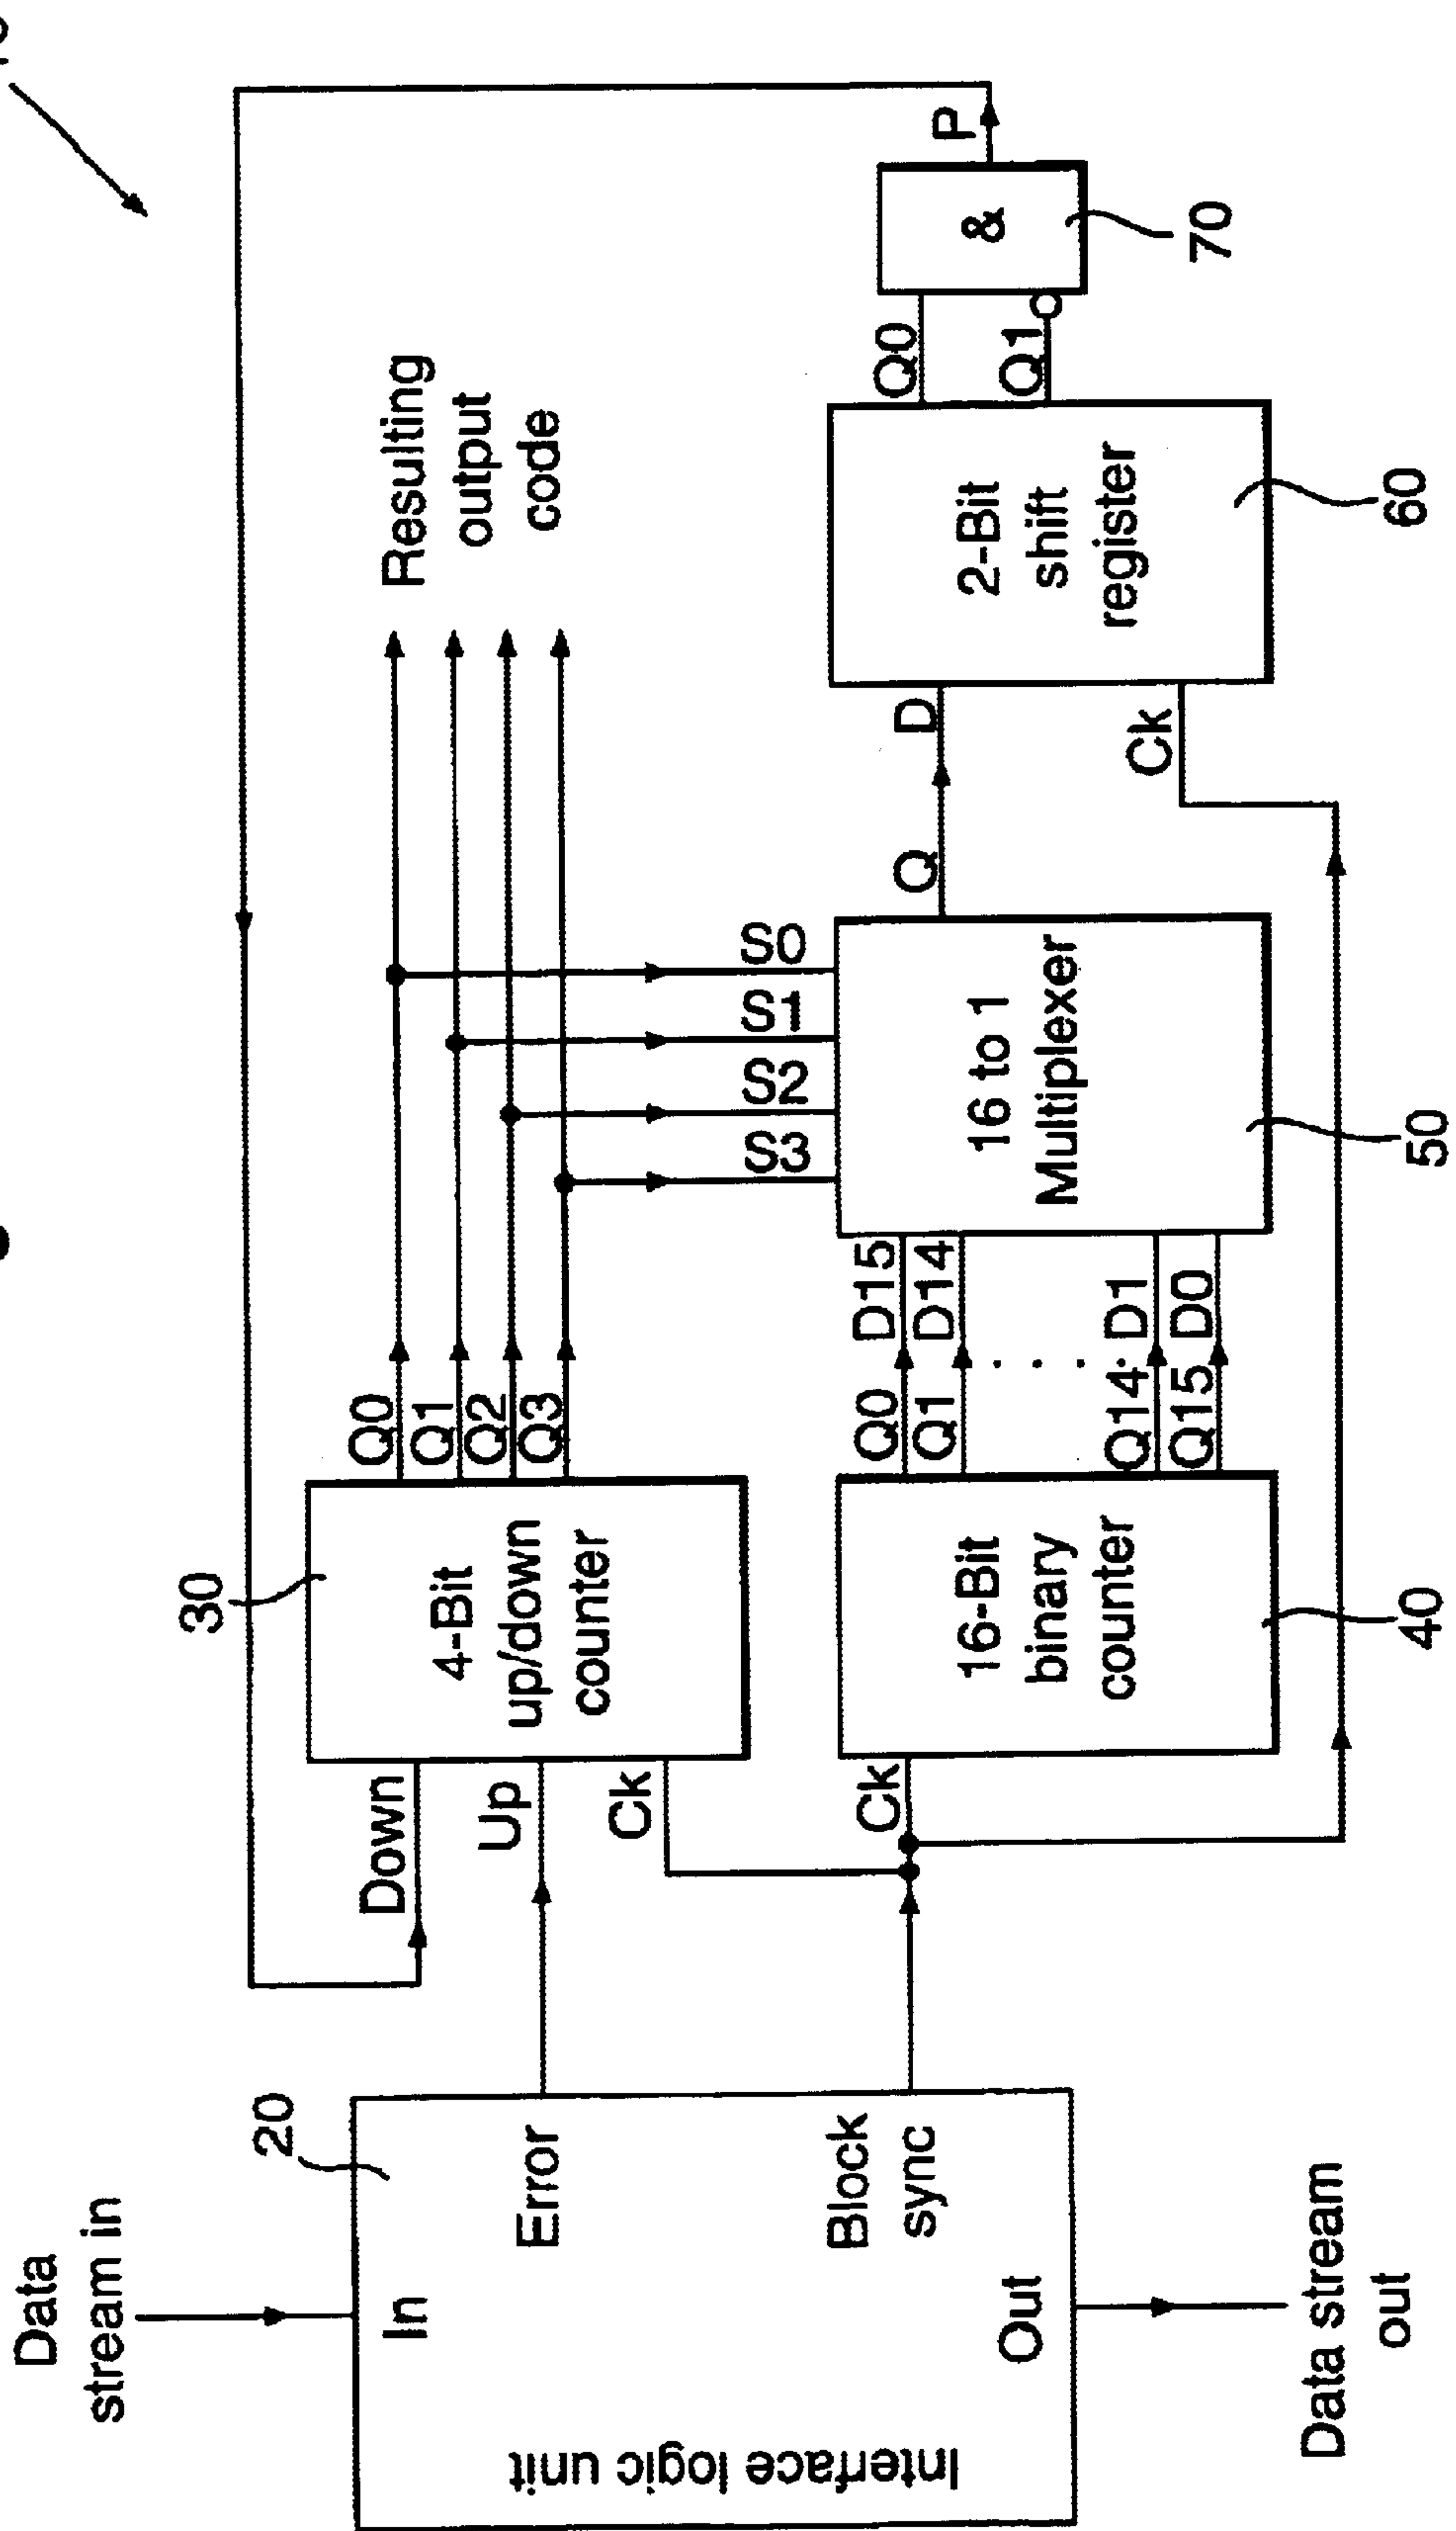 Data
stream in
20
In
Error
Block
sync
Out
Interface logic unit
Data stream
out
30
Down
Up
Ck
4-Bit
up/down
counter
Q0
Q1
Q2
Q3
Resulting
output
code
Ck
16-Bit
binary
counter
40
Q0 D15
Q1 D14
. . .
Q14 D1
Q15 D0
S3
S2
S1
S0
16 to 1
Multiplexer
50
Q
D
Ck
2-Bit
shift
register
60
Q0
Q1
&
70
P